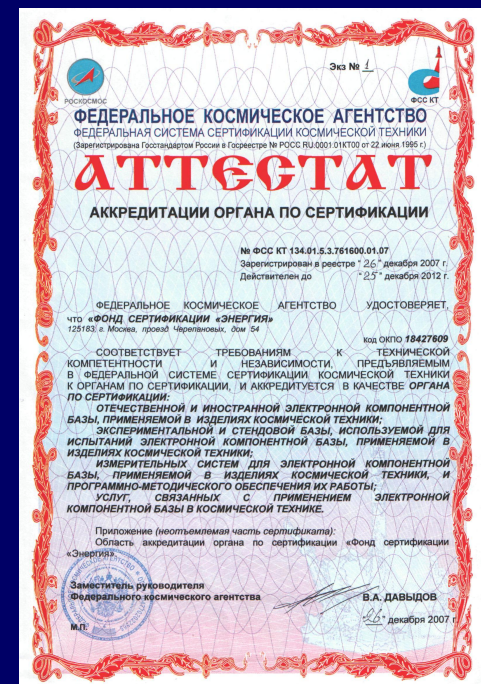 Экз № 1
РОСКОСМОС
ФСС КТ
ФЕДЕРАЛЬНОЕ КОСМИЧЕСКОЕ АГЕНТСТВО
ФЕДЕРАЛЬНАЯ СИСТЕМА СЕРТИФИКАЦИИ КОСМИЧЕСКОЙ ТЕХНИКИ
(Зарегистрирована Госстандартом России в Госреестре № РОСС RU.0001.01КТ00 от 22 июня 1995 г.)
АТТЕСТАТ
АККРЕДИТАЦИИ ОРГАНА ПО СЕРТИФИКАЦИИ
№ ФСС КТ 134.01.5.3.761600.01.07
Зарегистрирован в реестре "26" декабря 2007 г.
Действителен до "25" декабря 2012 г.
ФЕДЕРАЛЬНОЕ КОСМИЧЕСКОЕ АГЕНТСТВО УДОСТОВЕРЯЕТ,
что «ФОНД СЕРТИФИКАЦИИ «ЭНЕРГИЯ»
125183, г. Москва, проезд Черепановых, дом 54
код ОКПО 18427609
СООТВЕТСТВУЕТ ТРЕБОВАНИЯМ К ТЕХНИЧЕСКОЙ
КОМПЕТЕНТНОСТИ И НЕЗАВИСИМОСТИ, ПРЕДЪЯВЛЯЕМЫМ
В ФЕДЕРАЛЬНОЙ СИСТЕМЕ СЕРТИФИКАЦИИ КОСМИЧЕСКОЙ ТЕХНИКИ
К ОРГАНАМ ПО СЕРТИФИКАЦИИ, И АККРЕДИТУЕТСЯ В КАЧЕСТВЕ ОРГАНА
ПО СЕРТИФИКАЦИИ:
ОТЕЧЕСТВЕННОЙ И ИНОСТРАННОЙ ЭЛЕКТРОННОЙ КОМПОНЕНТНОЙ
БАЗЫ, ПРИМЕНЯЕМОЙ В ИЗДЕЛИЯХ КОСМИЧЕСКОЙ ТЕХНИКИ;
ЭКСПЕРИМЕНТАЛЬНОЙ И СТЕНДОВОЙ БАЗЫ, ИСПОЛЬЗУЕМОЙ ДЛЯ
ИСПЫТАНИЙ ЭЛЕКТРОННОЙ КОМПОНЕНТНОЙ БАЗЫ, ПРИМЕНЯЕМОЙ В
ИЗДЕЛИЯХ КОСМИЧЕСКОЙ ТЕХНИКИ;
ИЗМЕРИТЕЛЬНЫХ СИСТЕМ ДЛЯ ЭЛЕКТРОННОЙ КОМПОНЕНТНОЙ
БАЗЫ, ПРИМЕНЯЕМОЙ В ИЗДЕЛИЯХ КОСМИЧЕСКОЙ ТЕХНИКИ, И
ПРОГРАММНО-МЕТОДИЧЕСКОГО ОБЕСПЕЧЕНИЯ ИХ РАБОТЫ;
УСЛУГ, СВЯЗАННЫХ С ПРИМЕНЕНИЕМ ЭЛЕКТРОННОЙ
КОМПОНЕНТНОЙ БАЗЫ В КОСМИЧЕСКОЙ ТЕХНИКЕ.
Приложение (неотъемлемая часть сертификата):
Область аккредитации органа по сертификации «Фонд сертификации
«Энергия»
Заместитель руководителя
Федерального космического агентства
В.А. ДАВЫДОВ
М.П.
"26" декабря 2007 г